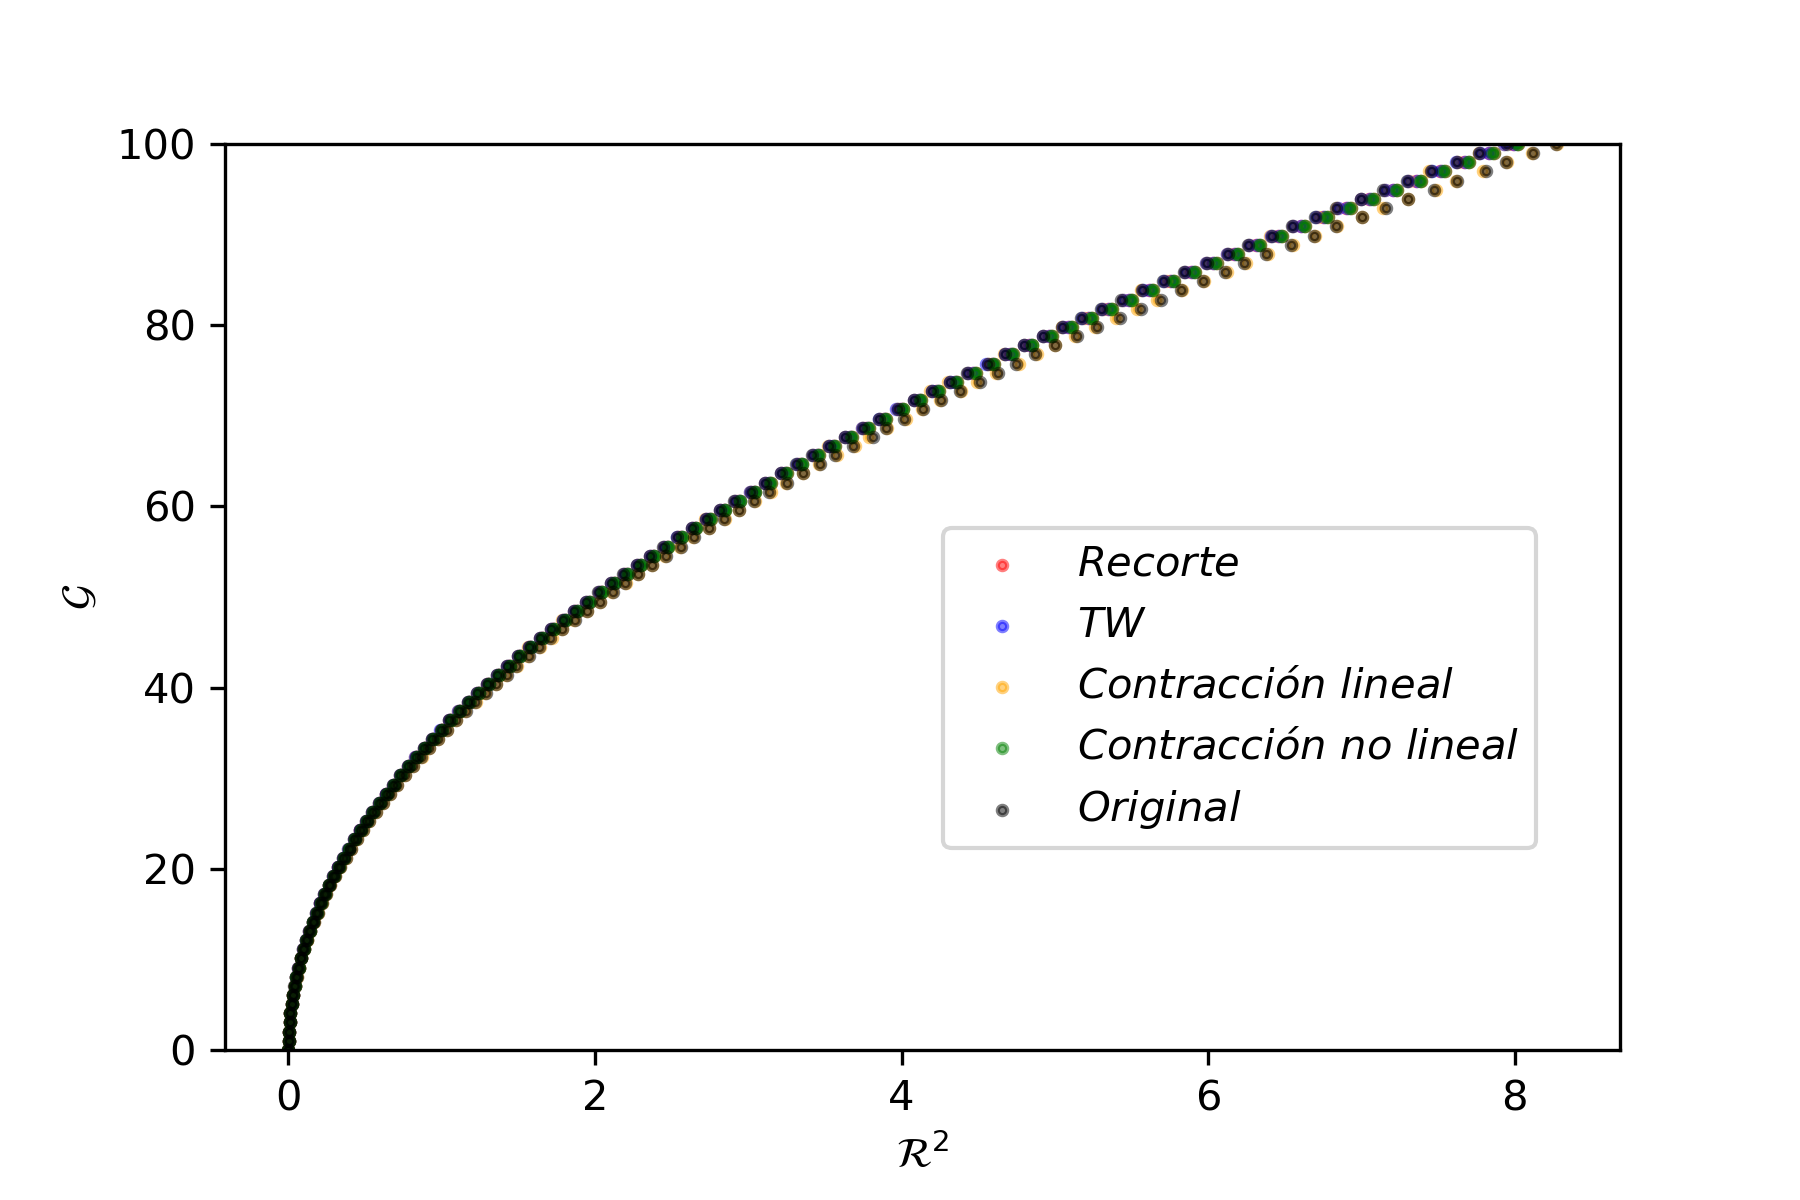 100
80
60
40
20
0
𝒢
Recorte
TW
Contracción lineal
Contracción no lineal
Original
0 2 4 6 8
ℛ²